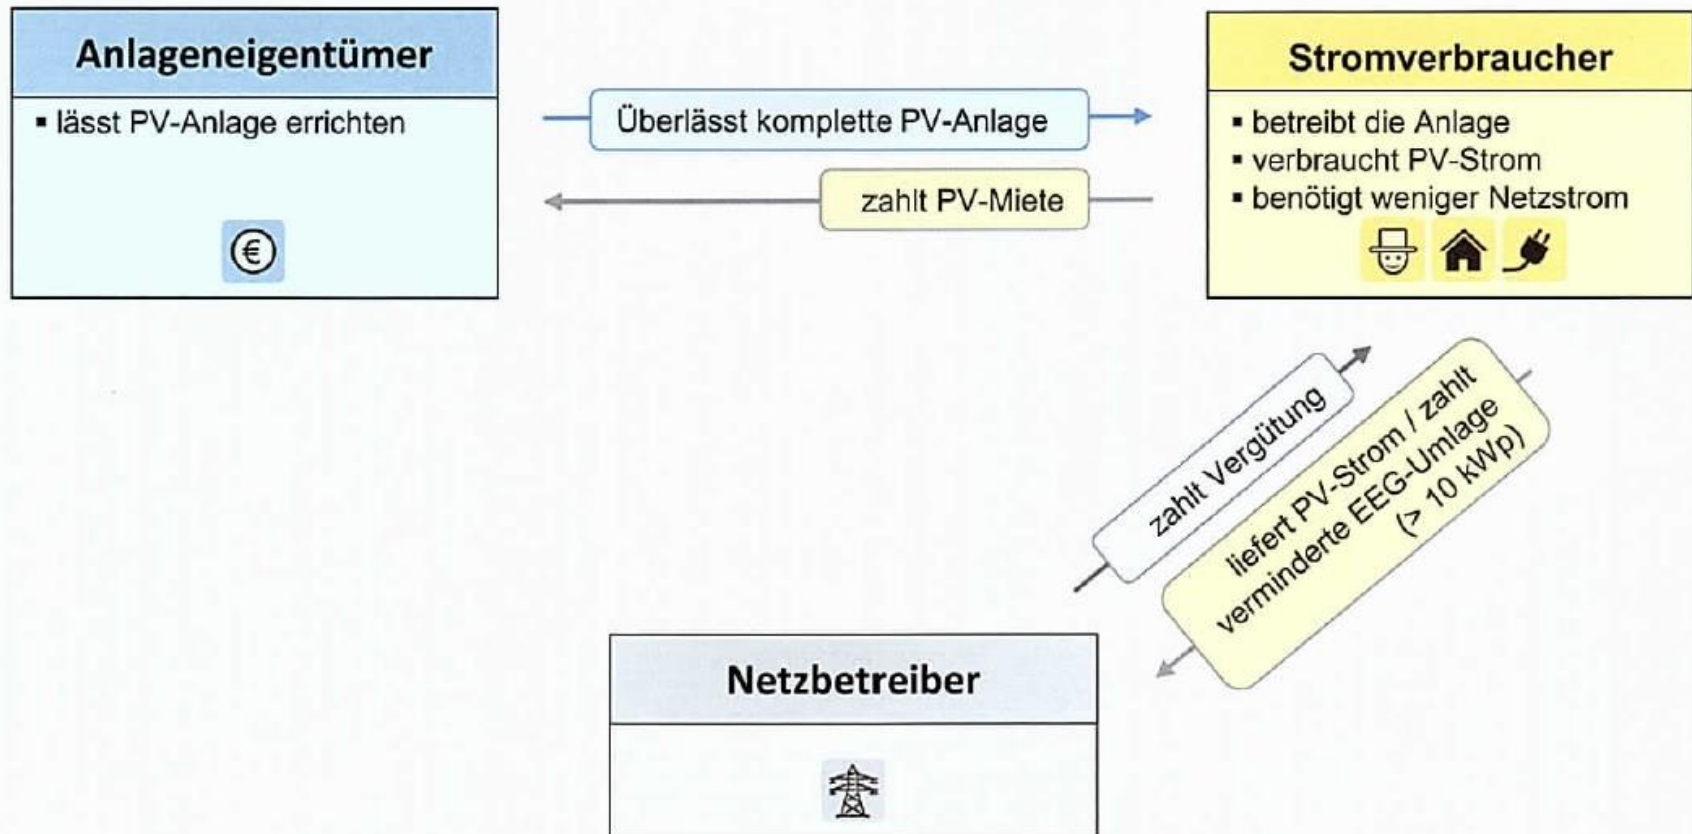 Anlageneigentümer
▪ lässt PV-Anlage errichten
€
Überlässt komplette PV-Anlage
zahlt PV-Miete
Stromverbraucher
▪ betreibt die Anlage
▪ verbraucht PV-Strom
▪ benötigt weniger Netzstrom
zahlt Vergütung
liefert PV-Strom / zahlt
verminderte EEG-Umlage
(> 10 kWp)
Netzbetreiber